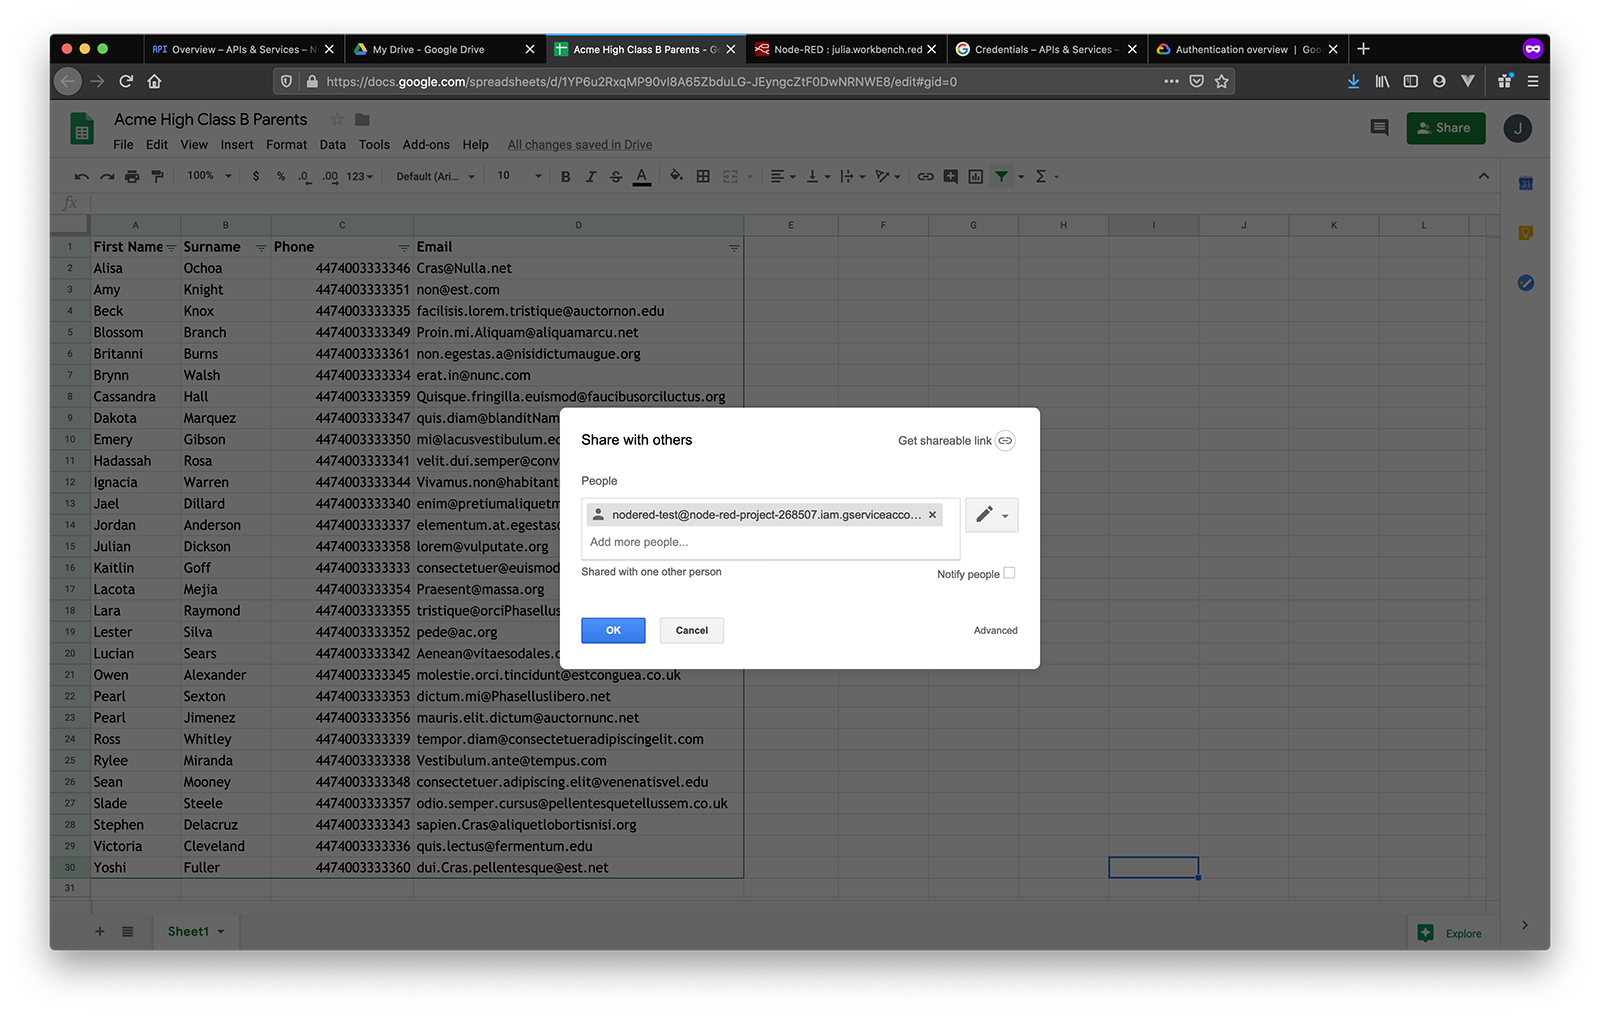 API Overview – APIs & Services – N
My Drive - Google Drive
Acme High Class B Parents - Go
Node-RED : julia.workbench.red
Credentials – APIs & Services –
Authentication overview | Goo
https://docs.google.com/spreadsheets/d/1YP6u2RxqMP90vI8A65ZbduLG-JEyngcZtF0DwNRNWE8/edit#gid=0
Acme High Class B Parents
Share
J
File Edit View Insert Format Data Tools Add-ons Help All changes saved in Drive
100% $ % .0 .00 123 Default (Ari... 10 B I S A Σ
31
fx
A B C D E F G H I J K L
1 First Name Surname Phone Email
2 Alisa Ochoa 4474003333346 Cras@Nulla.net
3 Amy Knight 4474003333351 non@est.com
4 Beck Knox 4474003333335 facilisis.lorem.tristique@auctornon.edu
5 Blossom Branch 4474003333349 Proin.mi.Aliquam@aliquamarcu.net
6 Britanni Burns 4474003333361 non.egestas.a@nisidictumaugue.org
7 Brynn Walsh 4474003333334 erat.in@nunc.com
8 Cassandra Hall 4474003333359 Quisque.fringilla.euismod@faucibusorciluctus.org
9 Dakota Marquez 4474003333347 quis.diam@blanditNam
10 Emery Gibson 4474003333350 mi@lacusvestibulum.ec
11 Hadassah Rosa 4474003333341 velit.dui.semper@conv
12 Ignacia Warren 4474003333344 Vivamus.non@habitant
13 Jael Dillard 4474003333340 enim@pretiumaliquetm
14 Jordan Anderson 4474003333337 elementum.at.egestas
15 Julian Dickson 4474003333358 lorem@vulputate.org
16 Kaitlin Goff 4474003333333 consectetuer@euismod
17 Lacota Mejia 4474003333354 Praesent@massa.org
18 Lara Raymond 4474003333355 tristique@orciPhasellus
19 Lester Silva 4474003333352 pede@ac.org
20 Lucian Sears 4474003333342 Aenean@vitaesodales.c
21 Owen Alexander 4474003333345 molestie.orci.tincidunt@estconguea.co.uk
22 Pearl Sexton 4474003333353 dictum.mi@Phaselluslibero.net
23 Pearl Jimenez 4474003333356 mauris.elit.dictum@auctornunc.net
24 Ross Whitley 4474003333339 tempor.diam@consectetueradipiscingelit.com
25 Rylee Miranda 4474003333338 Vestibulum.ante@tempus.com
26 Sean Mooney 4474003333348 consectetuer.adipiscing.elit@venenatisvel.edu
27 Slade Steele 4474003333357 odio.semper.cursus@pellentesquetellussem.co.uk
28 Stephen Delacruz 4474003333343 sapien.Cras@aliquetlobortisnisi.org
29 Victoria Cleveland 4474003333336 quis.lectus@fermentum.edu
30 Yoshi Fuller 4474003333360 dui.Cras.pellentesque@est.net
31
Share with others
Get shareable link
People
nodered-test@node-red-project-268507.iam.gserviceacco...
Add more people...
Shared with one other person
Notify people
OK
Cancel
Advanced
Sheet1
Explore